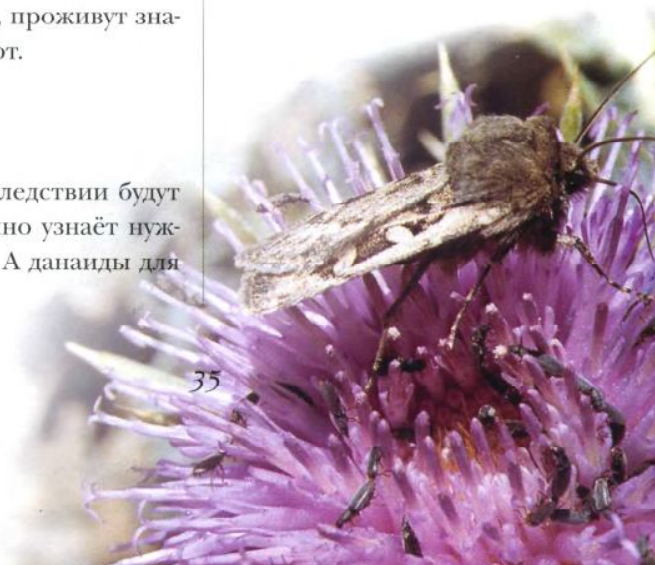 , проживут зна-
от.
следствии будут
но узнаёт нуж-
А данаиды для
35